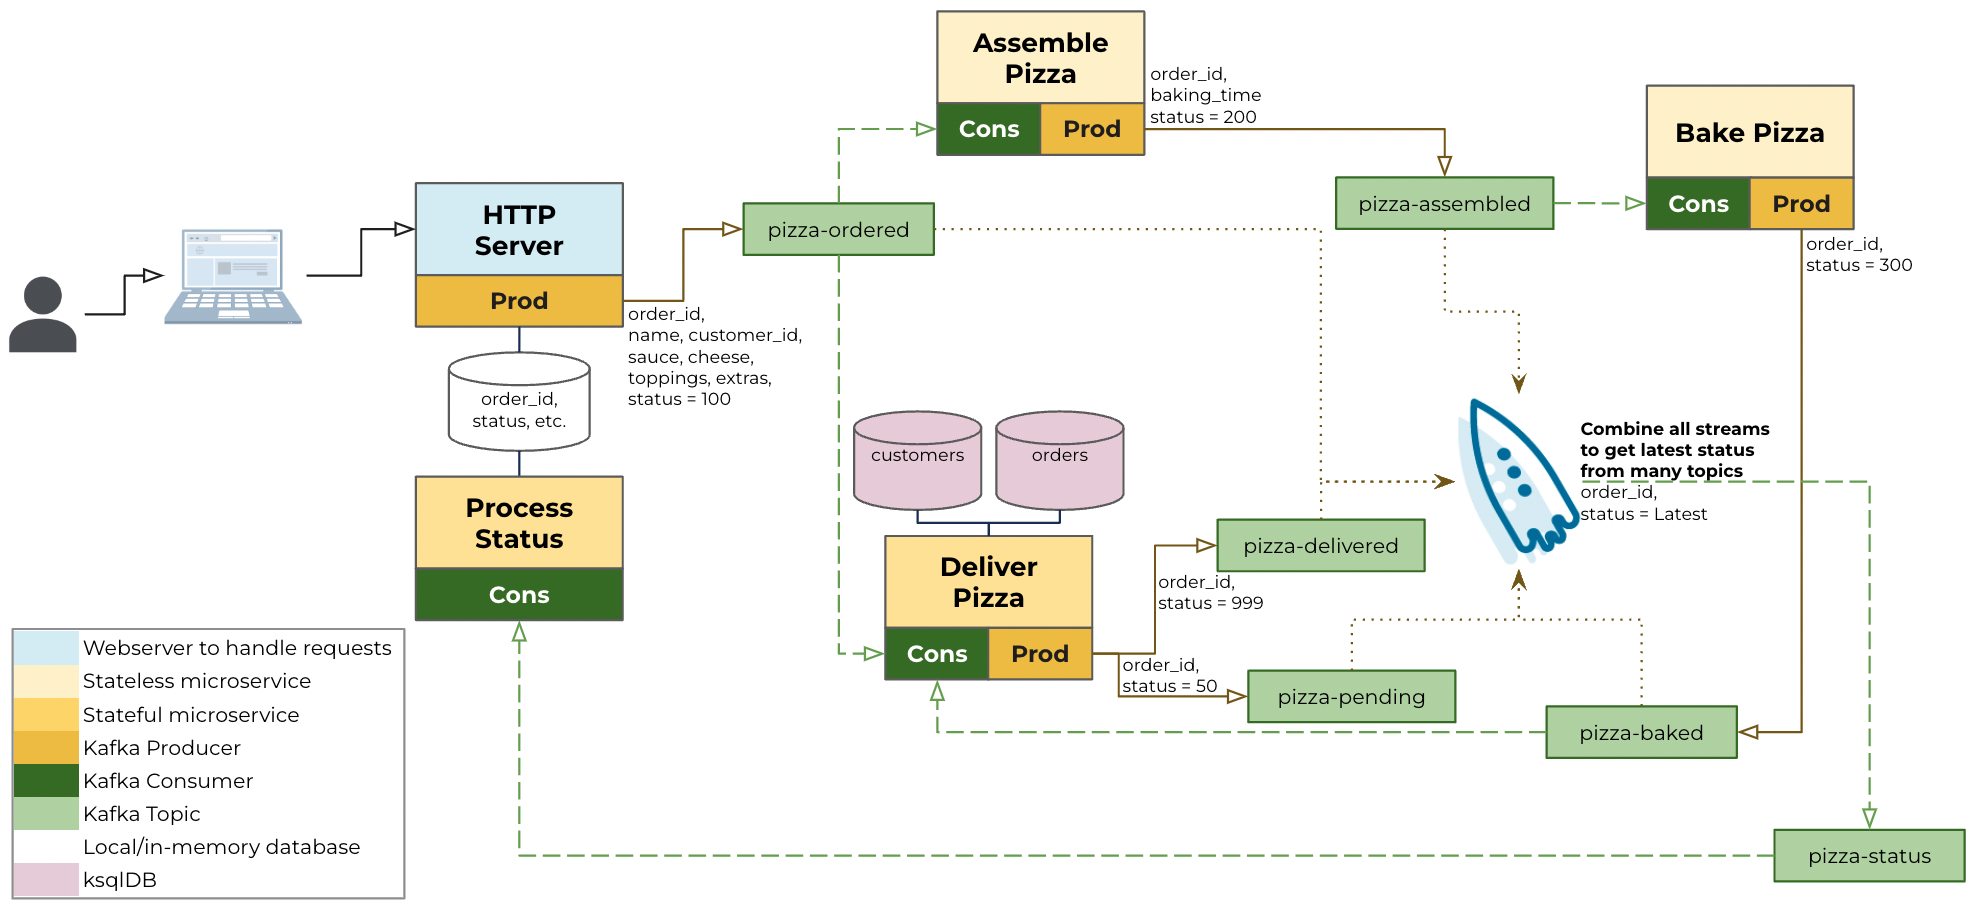 Assemble
Pizza
Cons
Prod
order_id,
baking_time
status = 200
Bake Pizza
Cons
Prod
order_id,
status = 300
pizza-assembled
HTTP
Server
Prod
order_id,
name, customer_id,
sauce, cheese,
toppings, extras,
status = 100
pizza-ordered
order_id,
status, etc.
Process
Status
Cons
customers
orders
Deliver
Pizza
Cons
Prod
order_id,
status = 999
order_id,
status = 50
pizza-delivered
pizza-pending
pizza-baked
Combine all streams
to get latest status
from many topics
order_id,
status = Latest
pizza-status
Webserver to handle requests
Stateless microservice
Stateful microservice
Kafka Producer
Kafka Consumer
Kafka Topic
Local/in-memory database
ksqlDB